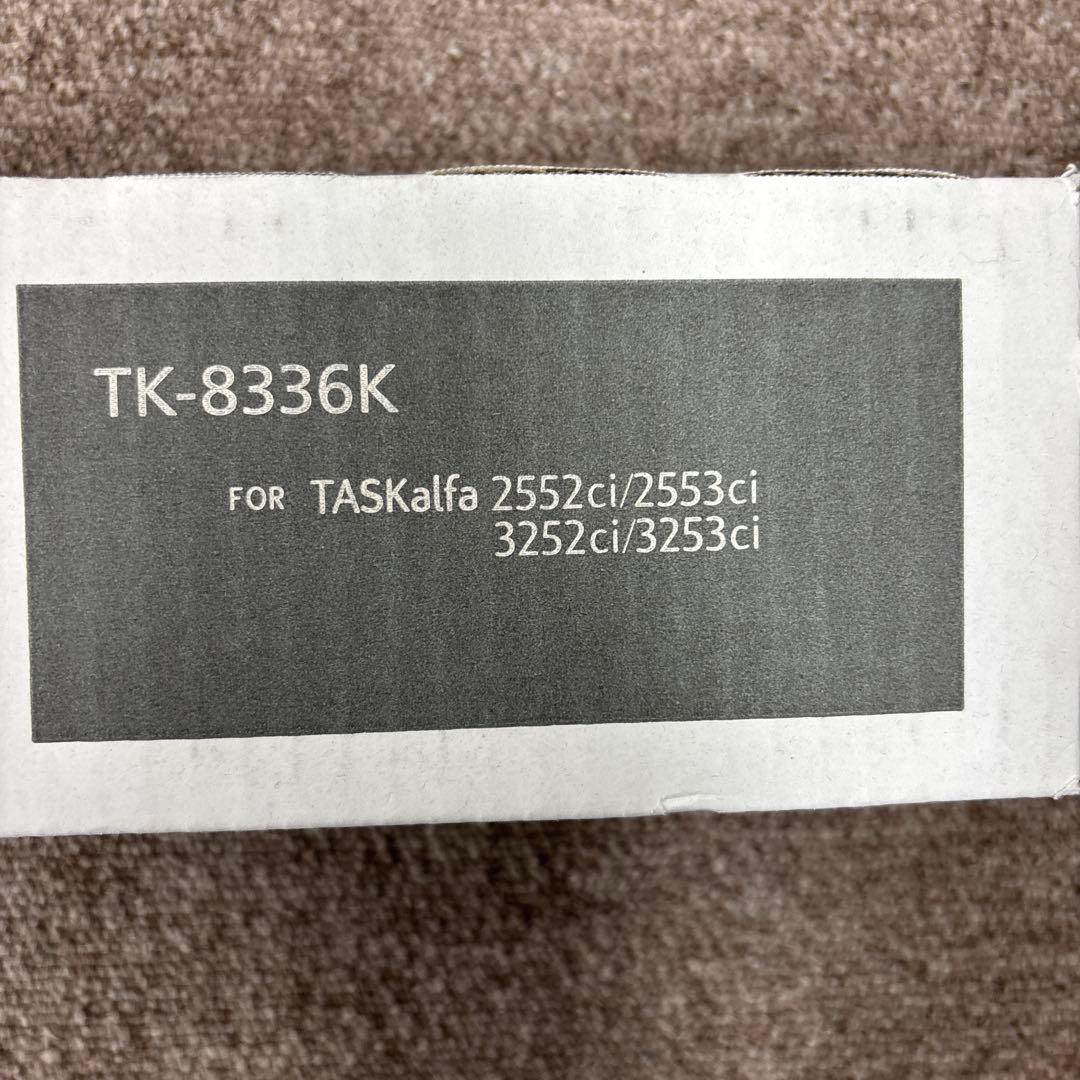 TK-8336K
FOR TASKalfa 2552ci/2553ci
3252ci/3253ci